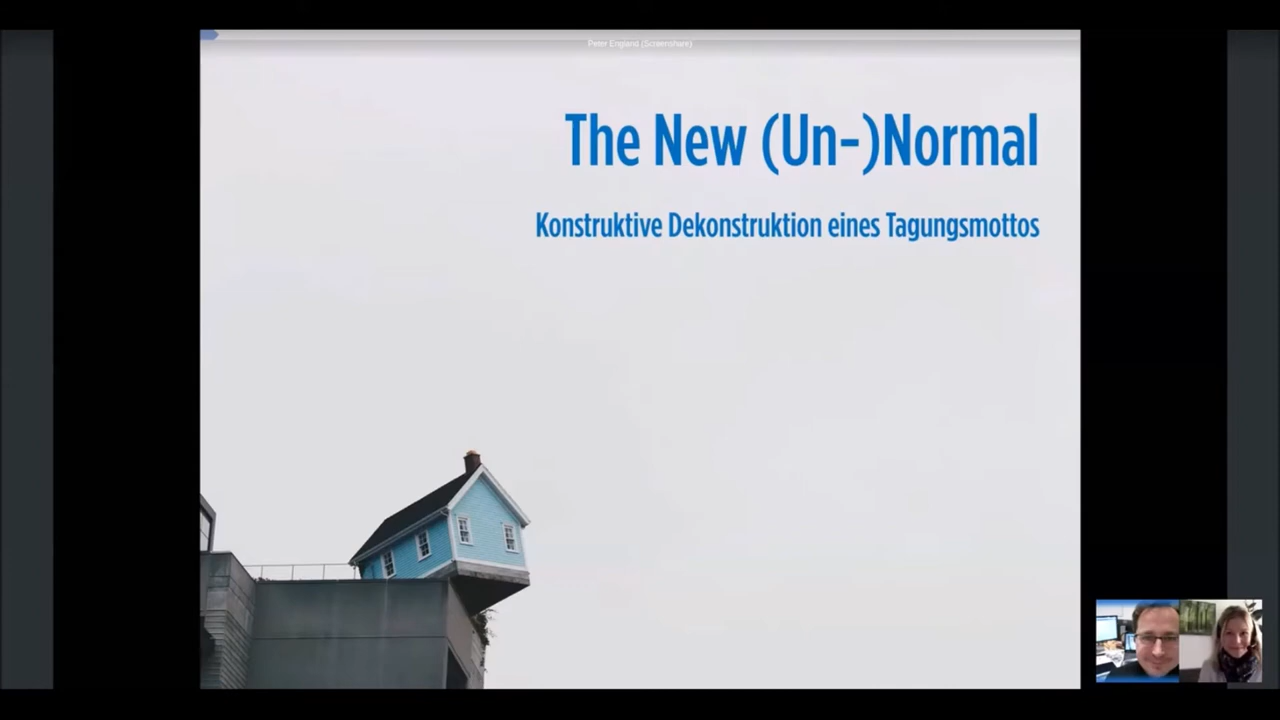 Peter England (Screenshare)
The New (Un-)Normal
Konstruktive Dekonstruktion eines Tagungsmottos